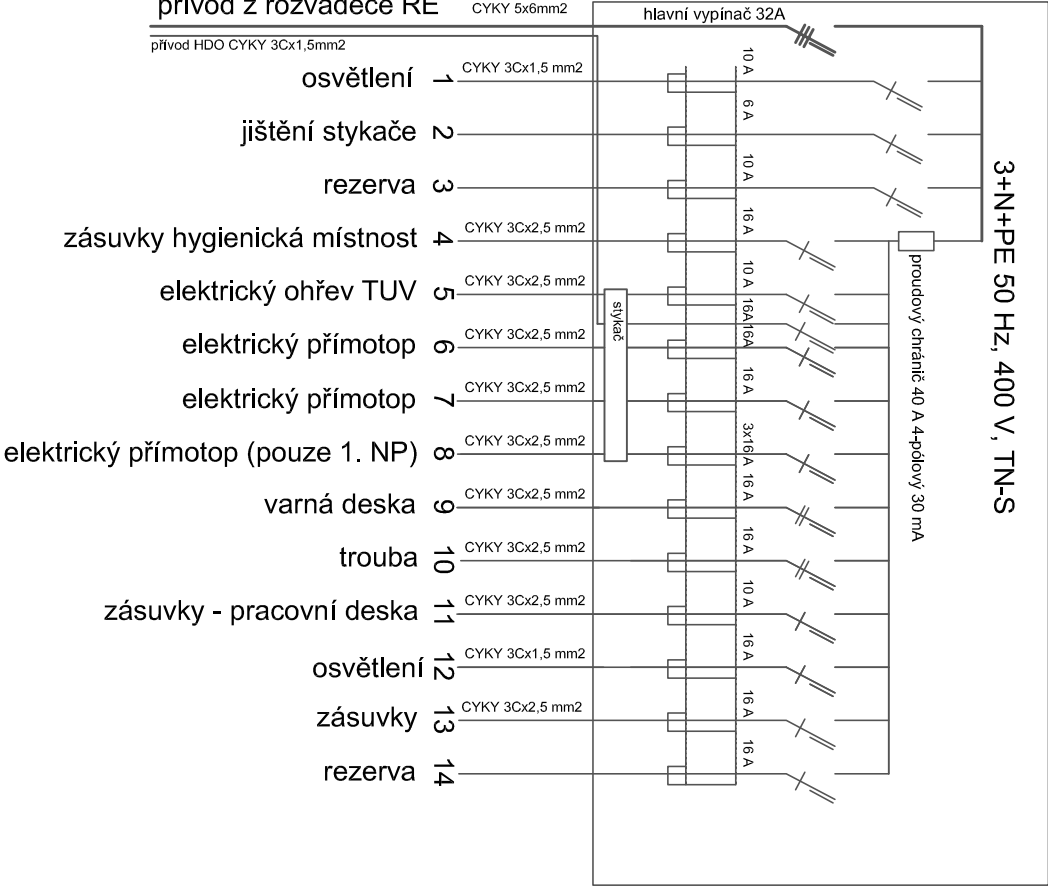 přívod z rozvaděče RE CYKY 5x6mm2 hlavní vypínač 32A
přívod HDO CYKY 3Cx1,5mm2
osvětlení 1 CYKY 3Cx1,5 mm2 10 A
jištění stykače 2 6 A
rezerva 3 10 A
zásuvky hygienická místnost 4 CYKY 3Cx2,5 mm2 16 A
elektrický ohřev TUV 5 CYKY 3Cx2,5 mm2 10 A
16A
elektrický přímotop 6 CYKY 3Cx2,5 mm2 16A
elektrický přímotop 7 CYKY 3Cx2,5 mm2 16 A
elektrický přímotop (pouze 1. NP) 8 CYKY 3Cx2,5 mm2 3x16 A
varná deska 9 CYKY 3Cx2,5 mm2 16 A
trouba 10 CYKY 3Cx2,5 mm2 16 A
zásuvky - pracovní deska 11 CYKY 3Cx2,5 mm2 10 A
osvětlení 12 CYKY 3Cx1,5 mm2 16 A
zásuvky 13 CYKY 3Cx2,5 mm2 16 A
rezerva 14 16 A
stykač
proudový chránič 40 A 4-pólový 30 mA
3+N+PE 50 Hz, 400 V, TN-S